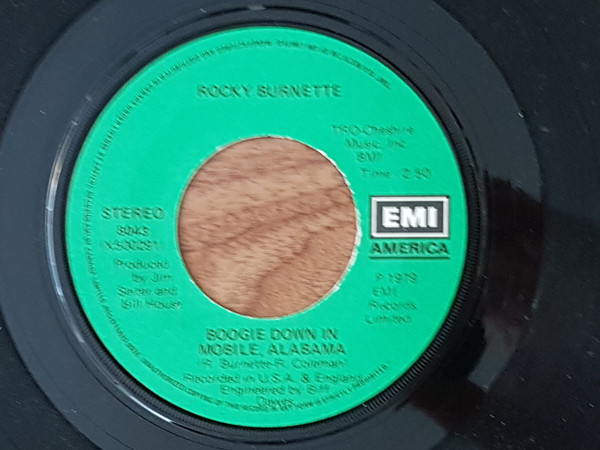 ROCKY BURNETTE
TRO-Cheshire
Music, Inc.
BMI
Time - 2:50
STEREO
8043
(X500291)
Produced
by Jim
Seiter and
Bill House
EMI
AMERICA
P 1979
EMI
Records
Limited.
BOOGIE DOWN IN
MOBILE, ALABAMA
(R. Burnette-R. Coleman)
(Recorded in U.S.A. & England
Engineered by Biff
Dawes